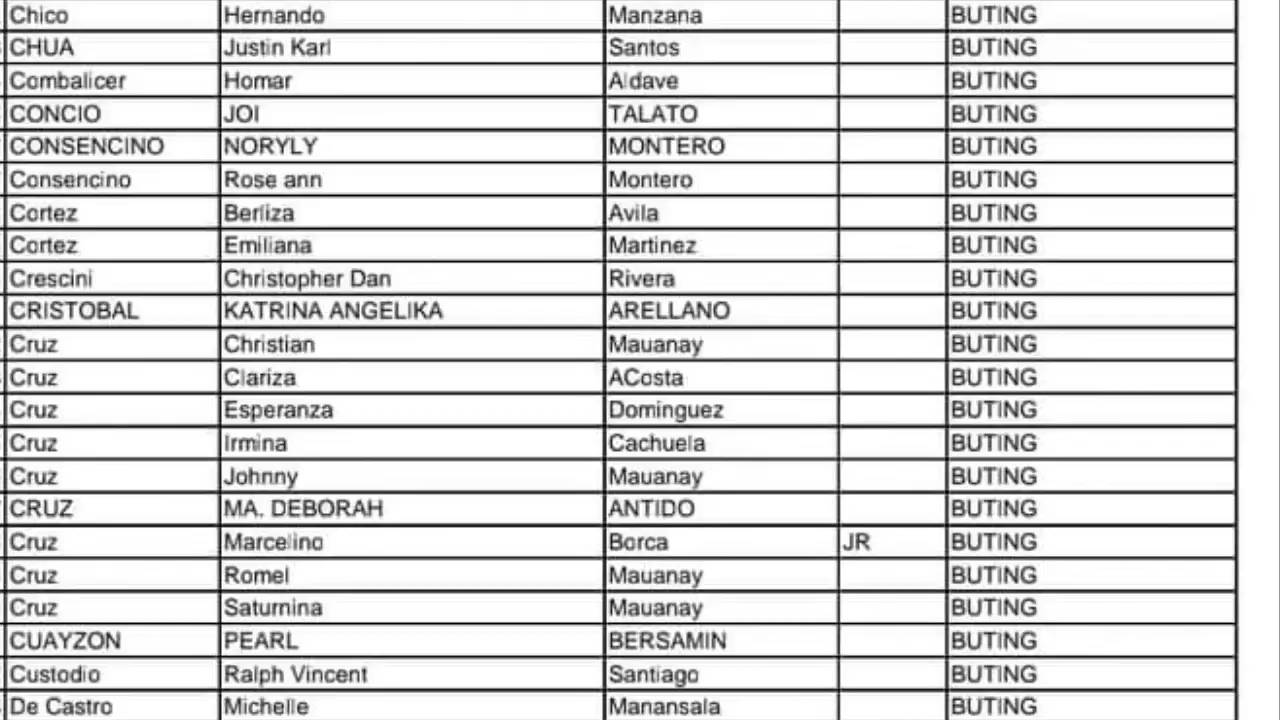 Chico Hernando Manzana BUTING
CHUA Justin Karl Santos BUTING
Combalicer Homar Aldave BUTING
CONCIO JOI TALATO BUTING
CONSENCINO NORYLY MONTERO BUTING
Consencino Rose ann Montero BUTING
Cortez Berliza Avila BUTING
Cortez Emiliana Martinez BUTING
Crescini Christopher Dan Rivera BUTING
CRISTOBAL KATRINA ANGELIKA ARELLANO BUTING
Cruz Christian Mauanay BUTING
Cruz Clariza ACosta BUTING
Cruz Esperanza Dominguez BUTING
Cruz Irmina Cachuela BUTING
Cruz Johnny Mauanay BUTING
CRUZ MA. DEBORAH ANTIDO BUTING
Cruz Marcelino Borca JR BUTING
Cruz Romel Mauanay BUTING
Cruz Saturnina Mauanay BUTING
CUAYZON PEARL BERSAMIN BUTING
Custodio Ralph Vincent Santiago BUTING
De Castro Michelle Manansala BUTING